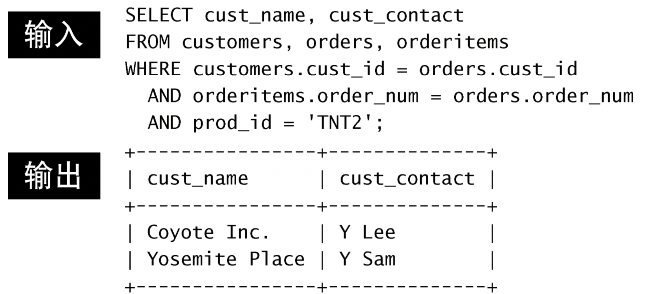 输入
SELECT cust_name, cust_contact
FROM customers, orders, orderitems
WHERE customers.cust_id = orders.cust_id
  AND orderitems.order_num = orders.order_num
  AND prod_id = 'TNT2';
输出
+----------------+--------------+
| cust_name      | cust_contact |
+----------------+--------------+
| Coyote Inc.    | Y Lee        |
| Yosemite Place | Y Sam        |
+----------------+--------------+